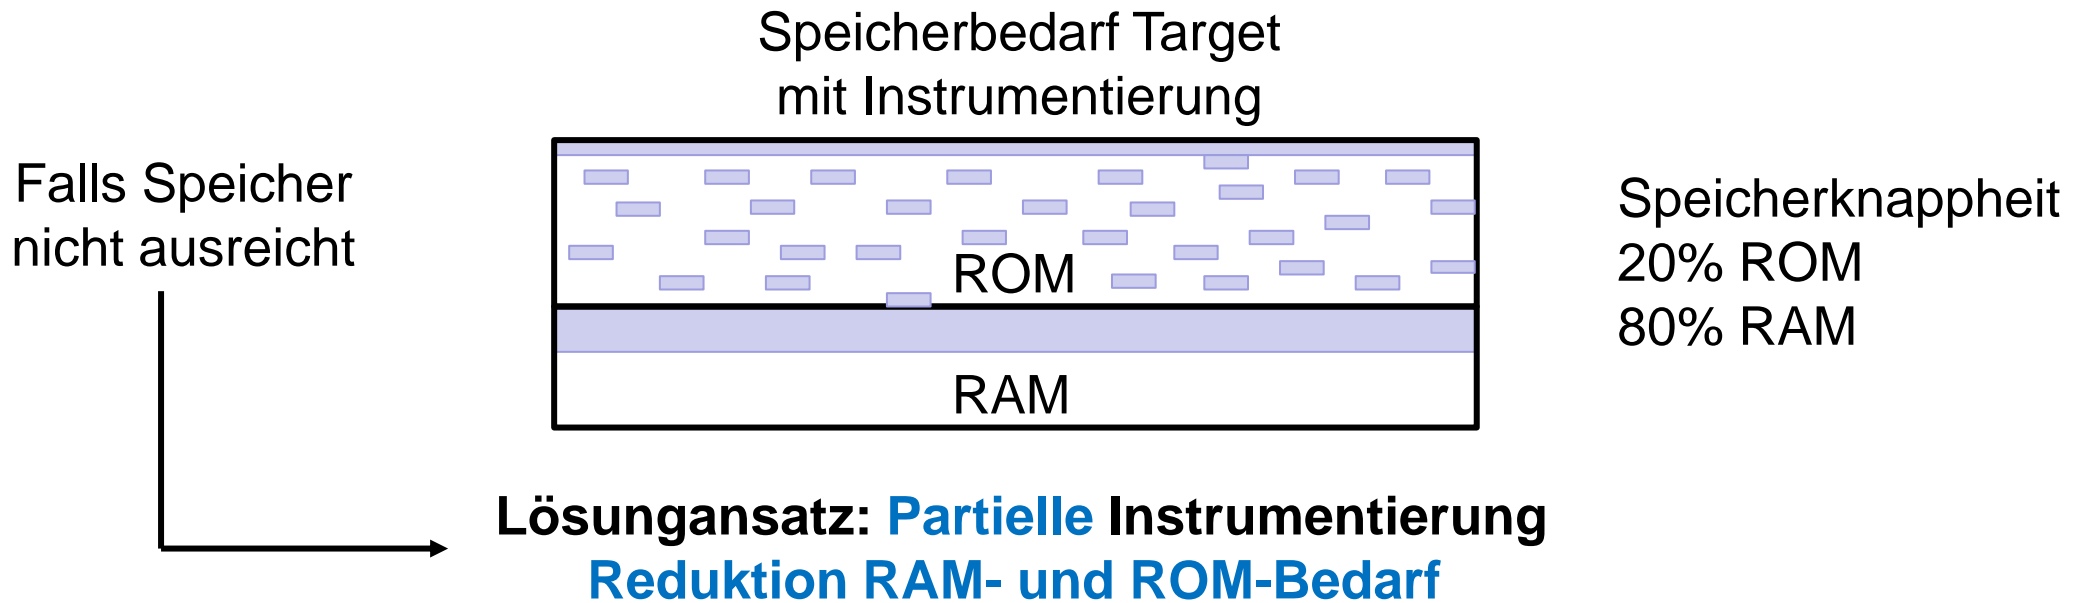 Speicherbedarf Target
mit Instrumentierung
Falls Speicher
nicht ausreicht
ROM
RAM
Speicherknappheit
20% ROM
80% RAM
Lösungansatz: Partielle Instrumentierung
Reduktion RAM- und ROM-Bedarf